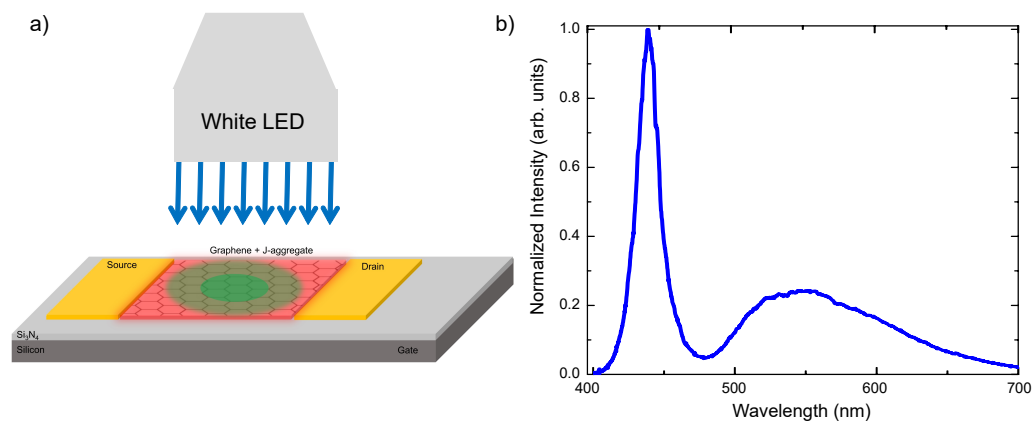 a)
White LED
Graphene + J-aggregate
Source
Drain
Si₃N₄
Silicon
Gate
b)
Normalized Intensity (arb. units)
1.0
0.8
0.6
0.4
0.2
0.0
400
500
600
700
Wavelength (nm)